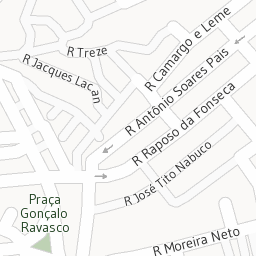 R Camargo e Leme
R Treze
R Jacques Lacan
R Antônio Soares Pais
R Raposo da Fonseca
R José Tito Nabuco
Praça
Gonçalo
Ravasco
R Moreira Neto